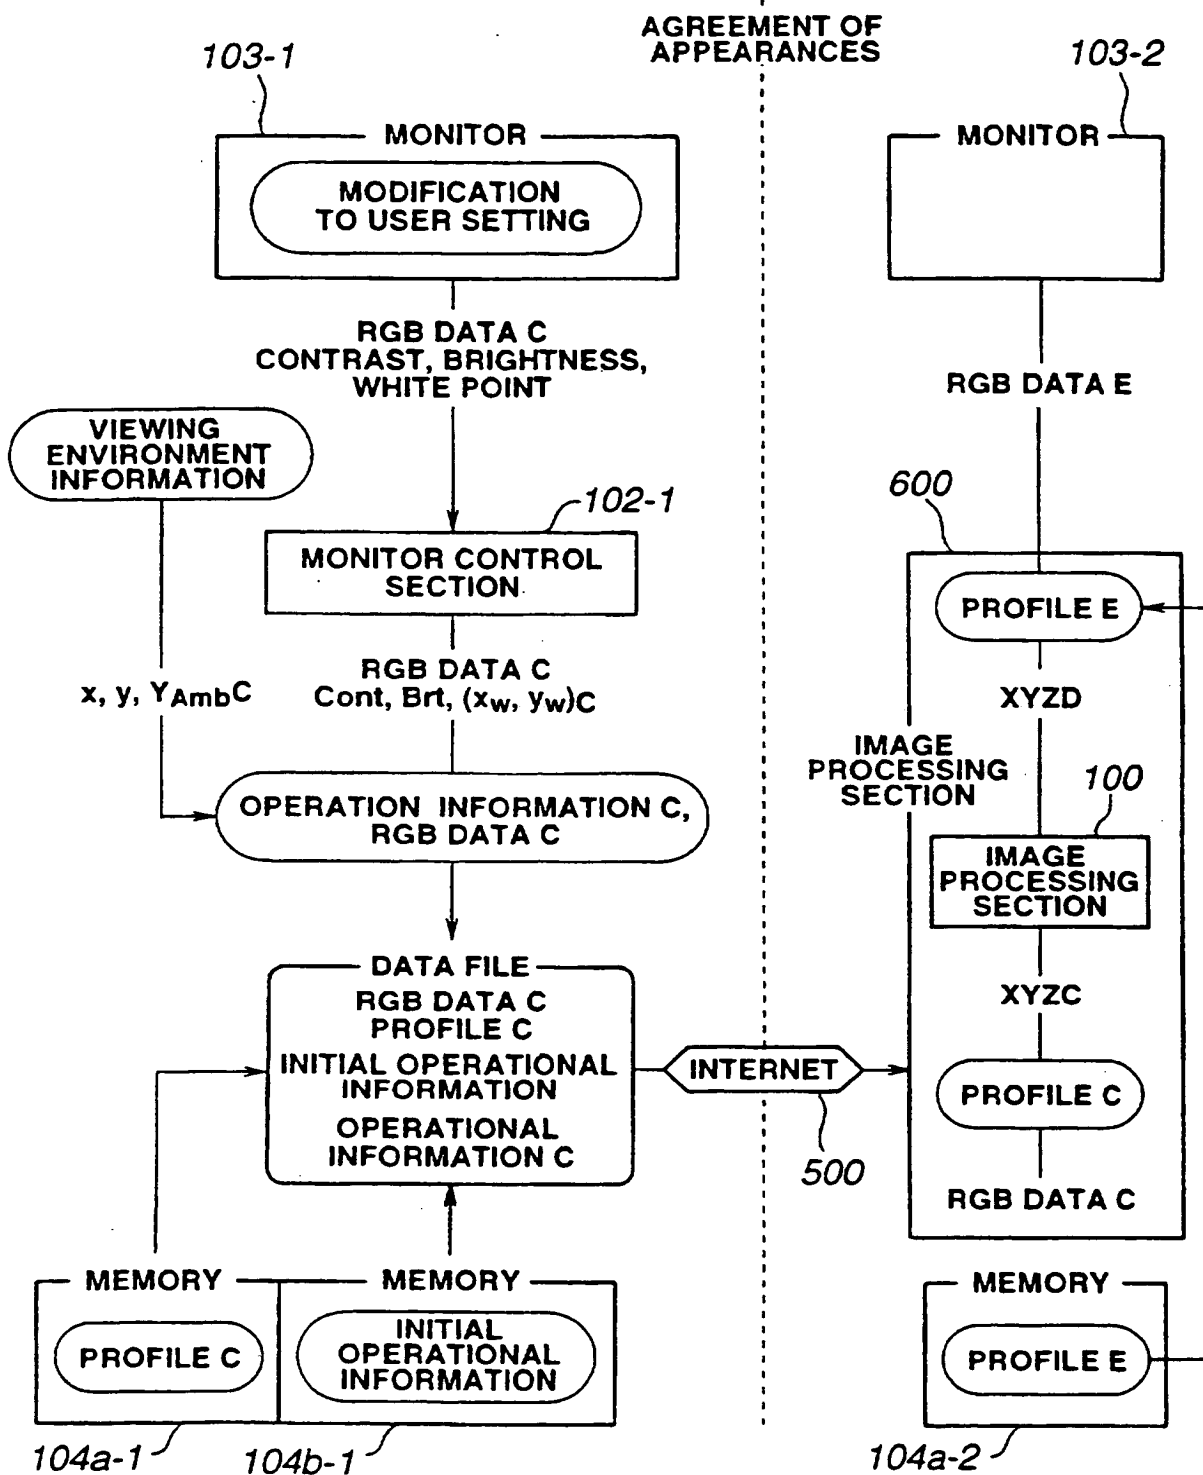 AGREEMENT OF
APPEARANCES
103-1
103-2
MONITOR
MODIFICATION
TO USER SETTING
MONITOR
RGB DATA C
CONTRAST, BRIGHTNESS,
WHITE POINT
RGB DATA E
VIEWING
ENVIRONMENT
INFORMATION
102-1
600
MONITOR CONTROL
SECTION
PROFILE E
x, y, YAmbC
RGB DATA C
Cont, Brt, (xw, yw)C
XYZD
IMAGE
PROCESSING
SECTION
100
OPERATION INFORMATION C,
RGB DATA C
IMAGE
PROCESSING
SECTION
DATA FILE
RGB DATA C
PROFILE C
INITIAL OPERATIONAL
INFORMATION
OPERATIONAL
INFORMATION C
XYZC
INTERNET
500
PROFILE C
RGB DATA C
MEMORY
PROFILE C
104a-1
MEMORY
INITIAL
OPERATIONAL
INFORMATION
104b-1
MEMORY
PROFILE E
104a-2